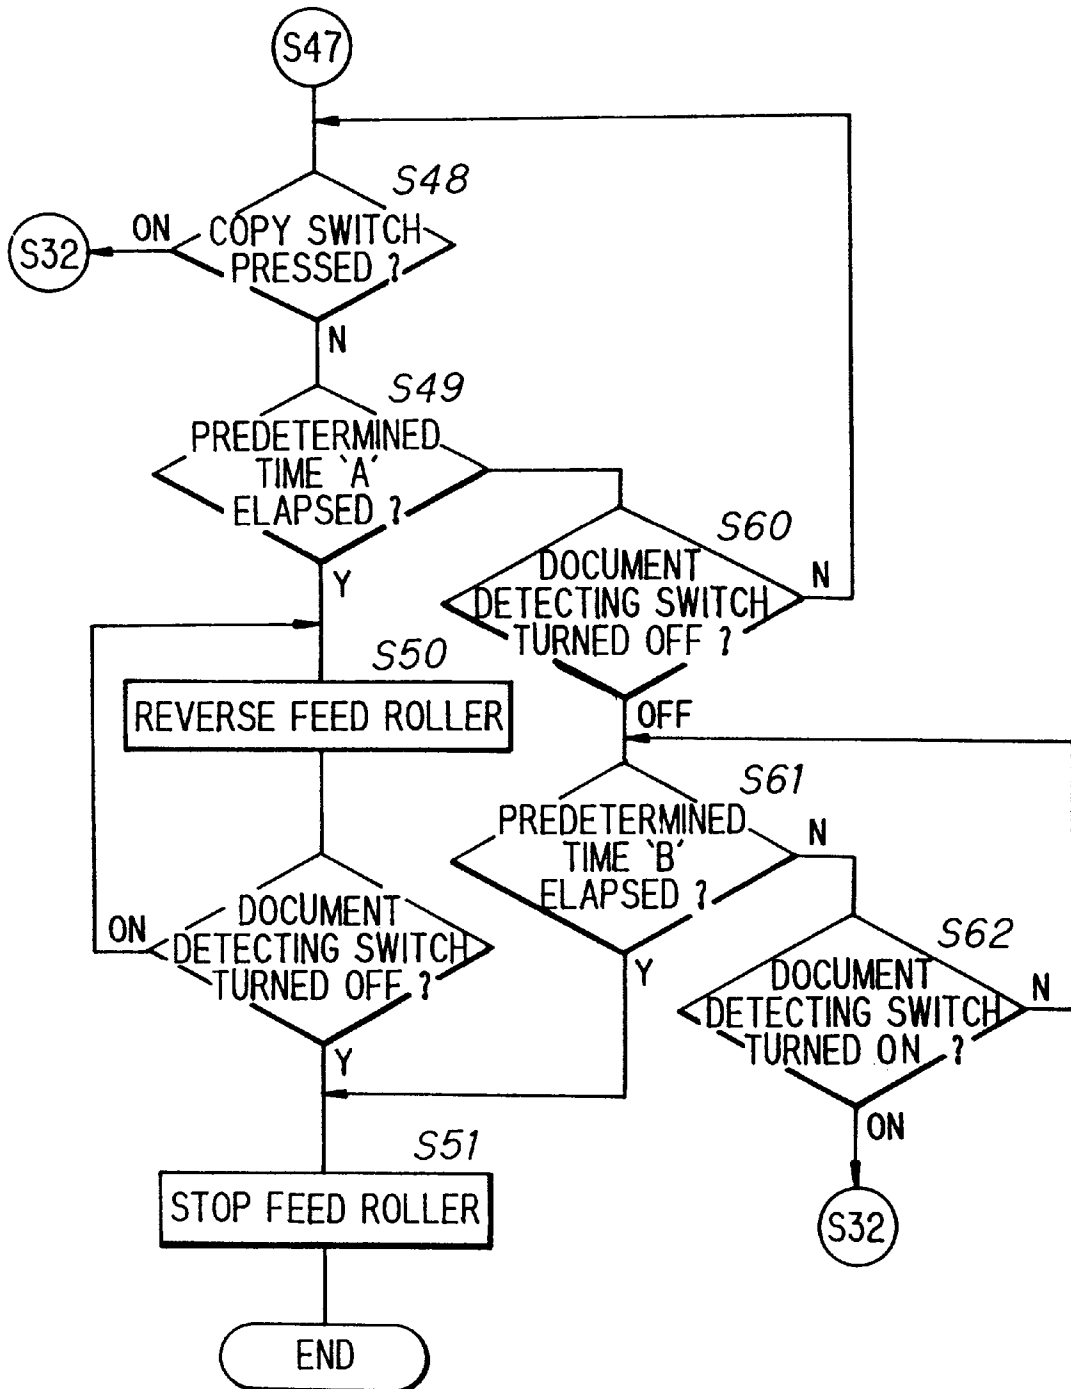 S47
S48
ON
COPY SWITCH
PRESSED ?
S32
N
S49
PREDETERMINED
TIME 'A'
ELAPSED ?
Y
S60
DOCUMENT
DETECTING SWITCH
TURNED OFF ?
N
OFF
S50
REVERSE FEED ROLLER
S61
PREDETERMINED
TIME 'B'
ELAPSED ?
N
Y
ON
DOCUMENT
DETECTING SWITCH
TURNED OFF ?
Y
S62
DOCUMENT
DETECTING SWITCH
TURNED ON ?
N
ON
S32
S51
STOP FEED ROLLER
END